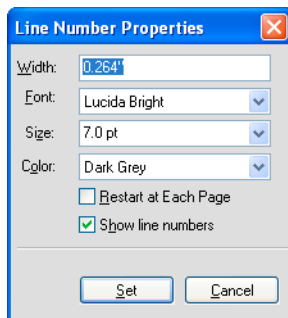 Line Number Properties
Width: 0.264"
Font: Lucida Bright
Size: 7.0 pt
Color: Dark Grey
Restart at Each Page
Show line numbers
Set Cancel